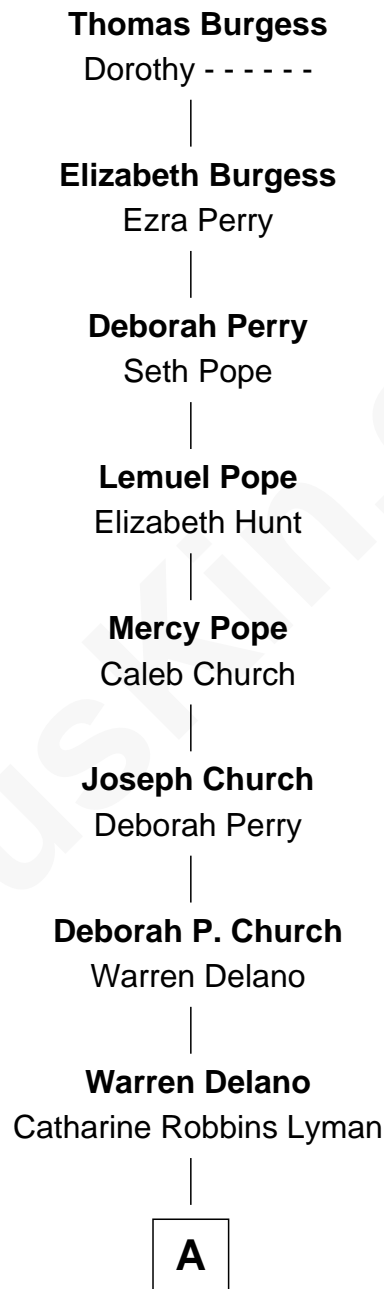 Thomas Burgess
Dorothy - - - - - -
Elizabeth Burgess
Ezra Perry
Deborah Perry
Seth Pope
Lemuel Pope
Elizabeth Hunt
Mercy Pope
Caleb Church
Joseph Church
Deborah Perry
Deborah P. Church
Warren Delano
Warren Delano
Catharine Robbins Lyman
A